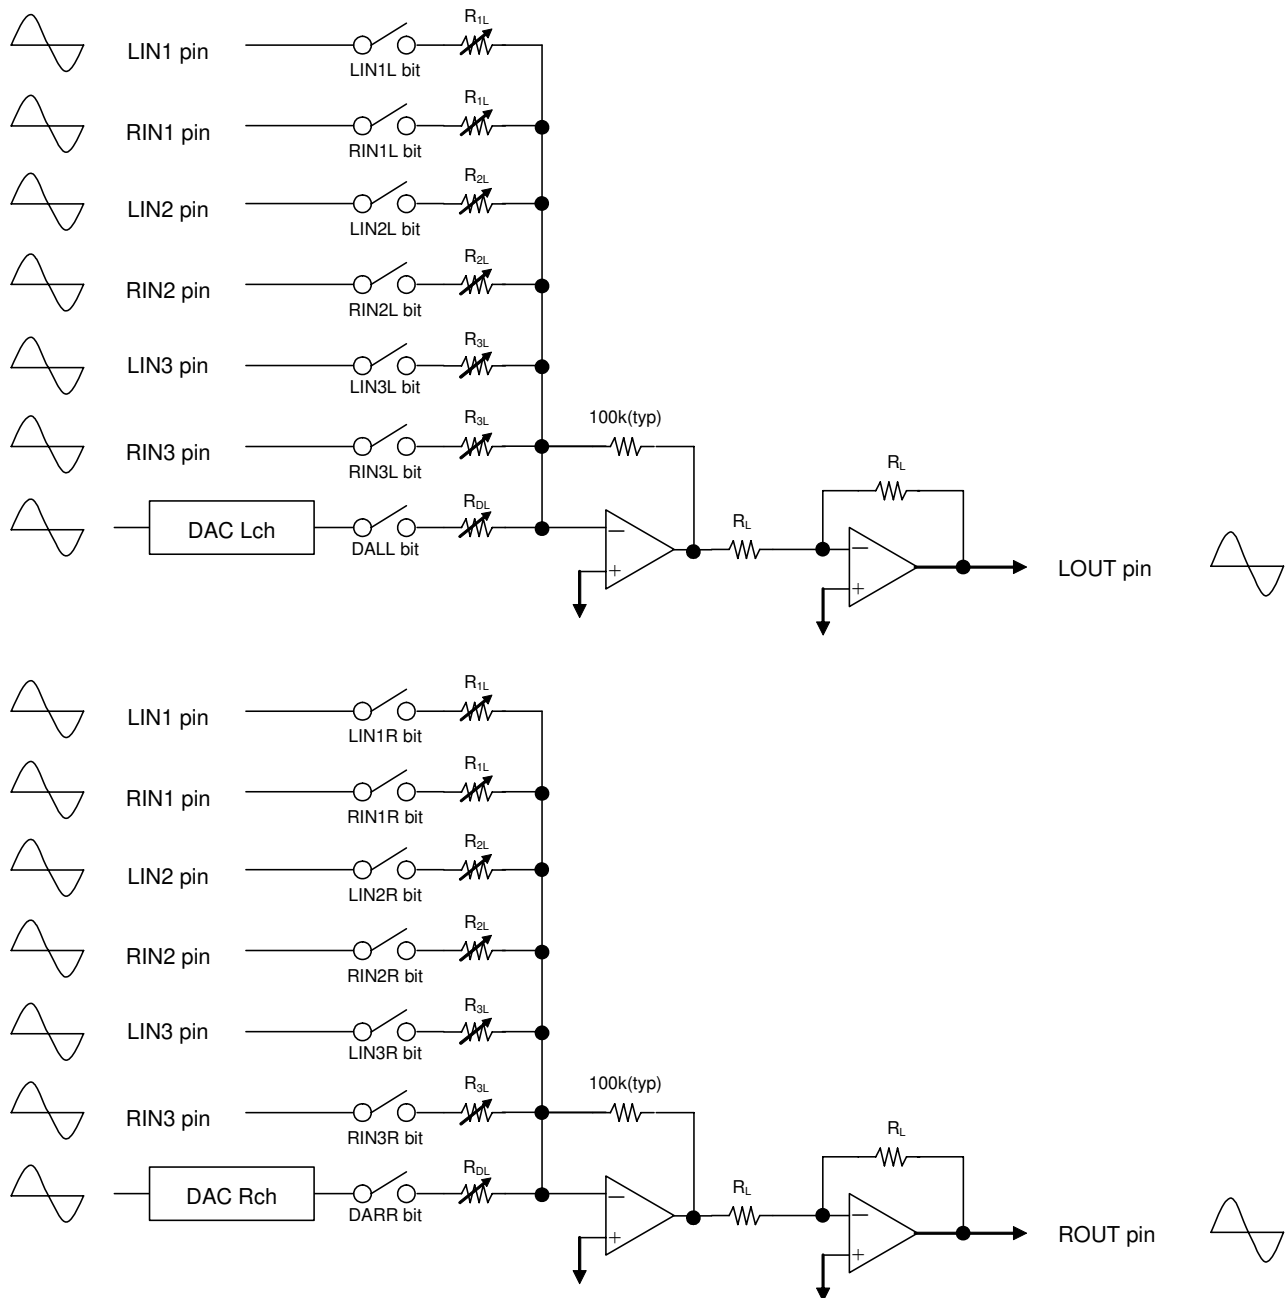 R1L
LIN1 pin
LIN1L bit
R1L
RIN1 pin
RIN1L bit
R2L
LIN2 pin
LIN2L bit
R2L
RIN2 pin
RIN2L bit
R3L
LIN3 pin
LIN3L bit
R3L
100k(typ)
RIN3 pin
RIN3L bit
RL
RDL
DAC Lch
DALL bit
RL
−
+
−
+
LOUT pin
R1L
LIN1 pin
LIN1R bit
R1L
RIN1 pin
RIN1R bit
R2L
LIN2 pin
LIN2R bit
R2L
RIN2 pin
RIN2R bit
R3L
LIN3 pin
LIN3R bit
R3L
100k(typ)
RIN3 pin
RIN3R bit
RL
RDL
DAC Rch
DARR bit
RL
−
+
−
+
ROUT pin